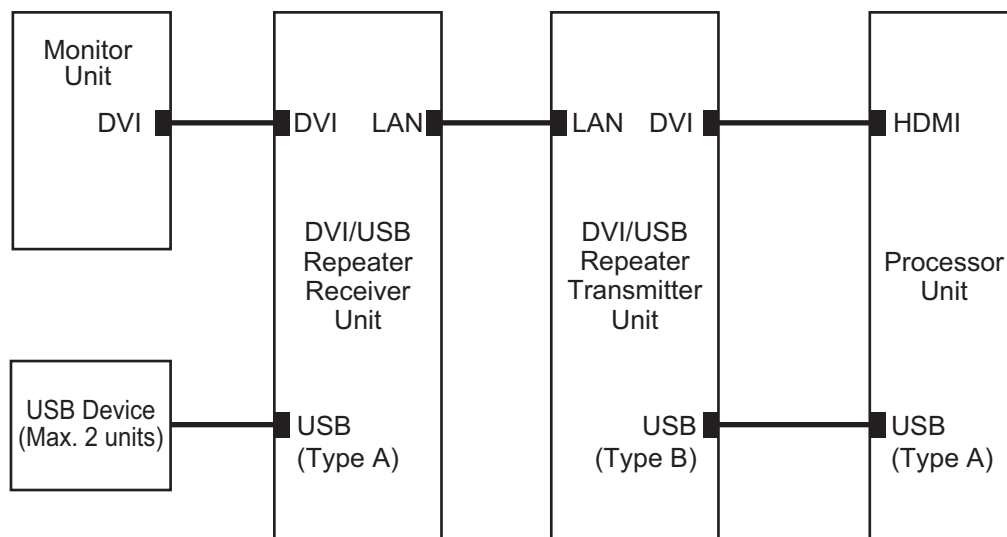 Monitor
Unit
DVI
DVI
LAN
LAN
DVI
HDMI
DVI/USB
Repeater
Receiver
Unit
DVI/USB
Repeater
Transmitter
Unit
Processor
Unit
USB Device
(Max. 2 units)
USB
(Type A)
USB
(Type B)
USB
(Type A)